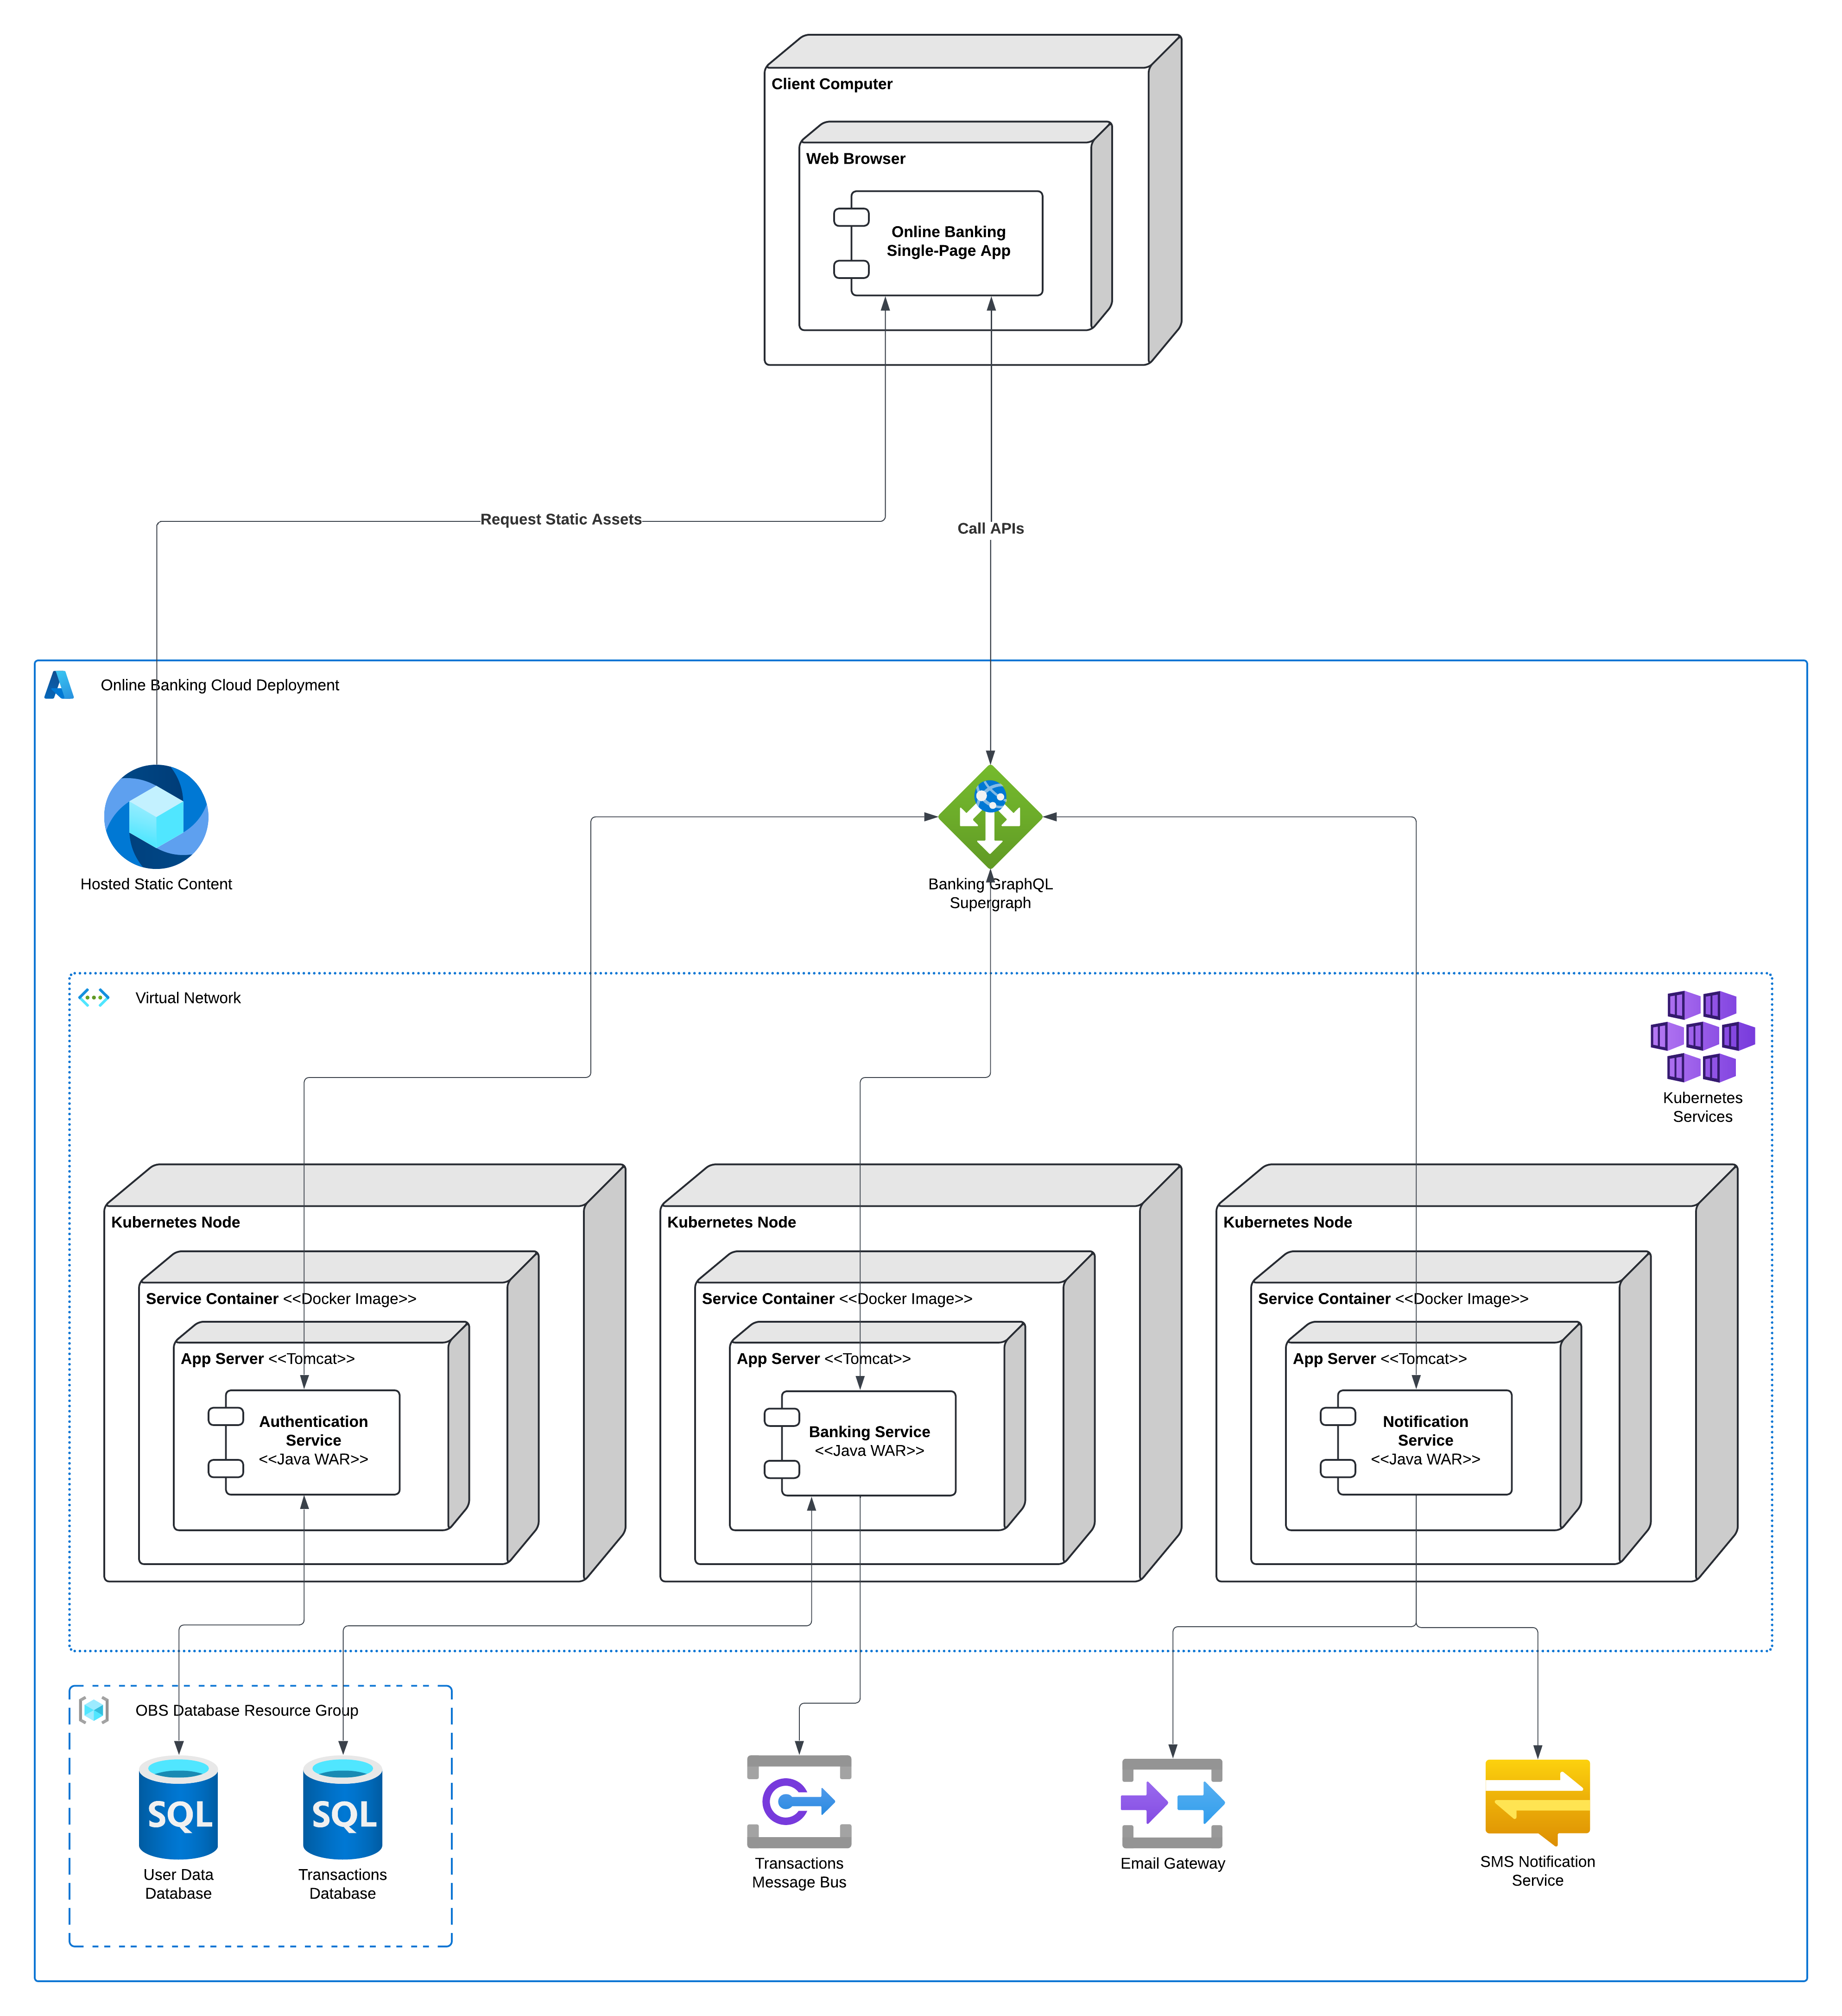 Client Computer
Web Browser
Online Banking
Single-Page App
Request Static Assets
Call APIs
Online Banking Cloud Deployment
Hosted Static Content
Banking GraphQL
Supergraph
Virtual Network
Kubernetes
Services
Kubernetes Node
Service Container <<Docker Image>>
App Server <<Tomcat>>
Authentication
Service
<<Java WAR>>
Kubernetes Node
Service Container <<Docker Image>>
App Server <<Tomcat>>
Banking Service
<<Java WAR>>
Kubernetes Node
Service Container <<Docker Image>>
App Server <<Tomcat>>
Notification
Service
<<Java WAR>>
OBS Database Resource Group
SQL
User Data
Database
SQL
Transactions
Database
Transactions
Message Bus
Email Gateway
SMS Notification
Service